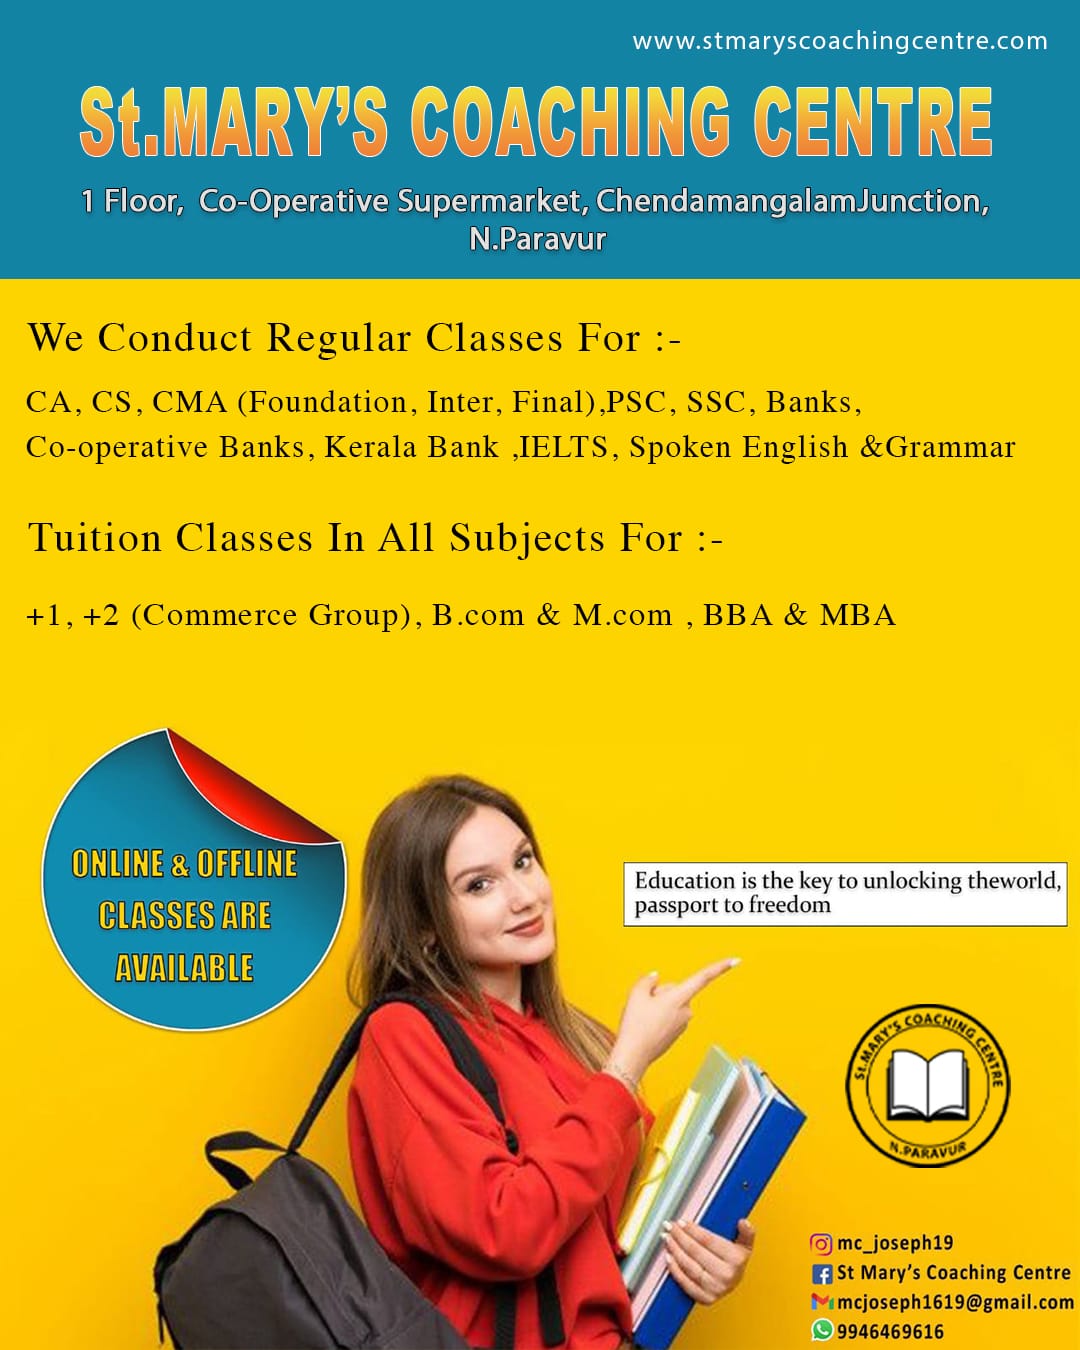 www.stmaryscoachingcentre.com
St.MARY'S COACHING CENTRE
1 Floor, Co-Operative Supermarket, ChendamangalamJunction,
N.Paravur
We Conduct Regular Classes For :-
CA, CS, CMA (Foundation, Inter, Final),PSC, SSC, Banks,
Co-operative Banks, Kerala Bank ,IELTS, Spoken English &Grammar
Tuition Classes In All Subjects For :-
+1, +2 (Commerce Group), B.com & M.com , BBA & MBA
ONLINE & OFFLINE
CLASSES ARE
AVAILABLE
Education is the key to unlocking theworld,
passport to freedom
St.MARY'S COACHING CENTRE
N.PARAVUR
mc_joseph19
St Mary's Coaching Centre
mcjoseph1619@gmail.com
9946469616